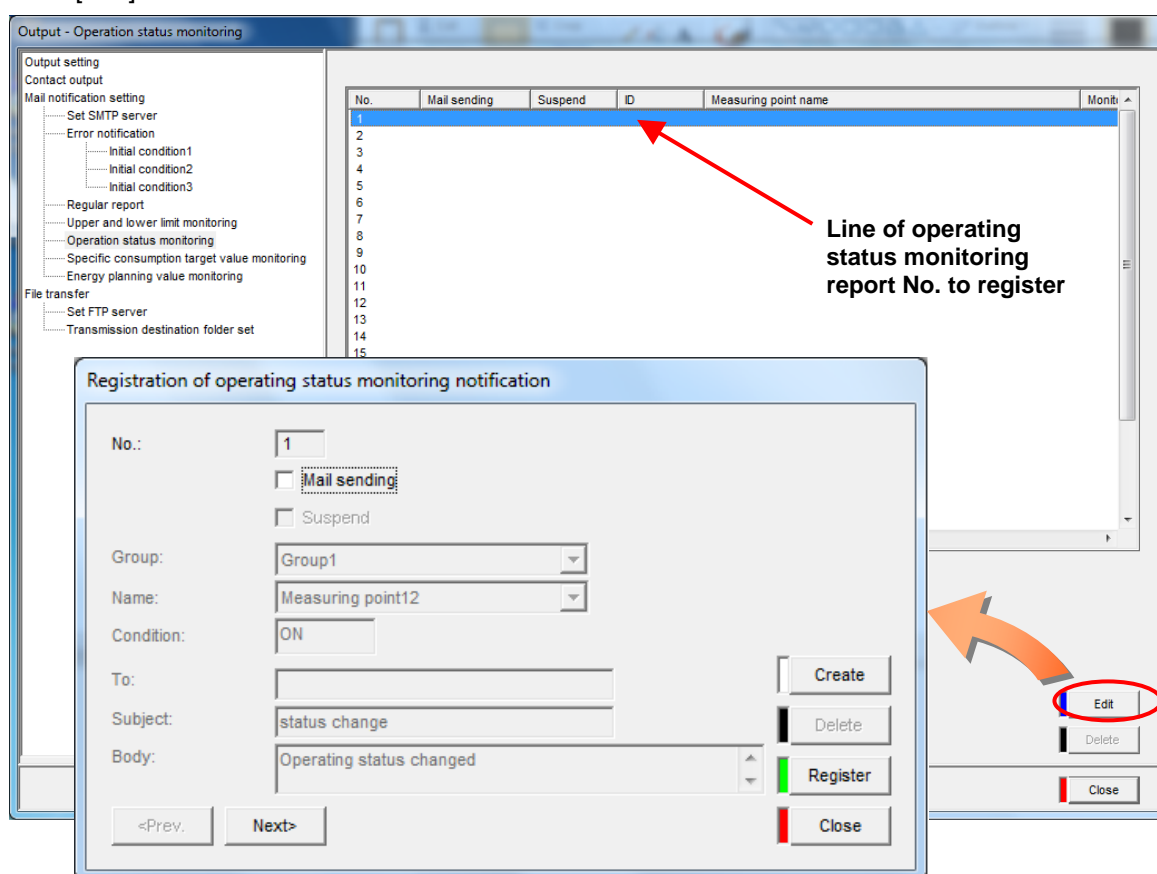 Output - Operation status monitoring
Output setting
Contact output
Mail notification setting
Set SMTP server
Error notification
Initial condition1
Initial condition2
Initial condition3
Regular report
Upper and lower limit monitoring
Operation status monitoring
Specific consumption target value monitoring
Energy planning value monitoring
File transfer
Set FTP server
Transmission destination folder set
No. Mail sending Suspend ID Measuring point name Monit
1
2
3
4
5
6
7
8
9
10
11
12
13
14
15
Line of operating
status monitoring
report No. to register
Edit
Delete
Close
Registration of operating status monitoring notification
No.: 1
Mail sending
Suspend
Group: Group1
Name: Measuring point12
Condition: ON
To:
Subject: status change
Body: Operating status changed
Create
Delete
Register
Close
<Prev. Next>